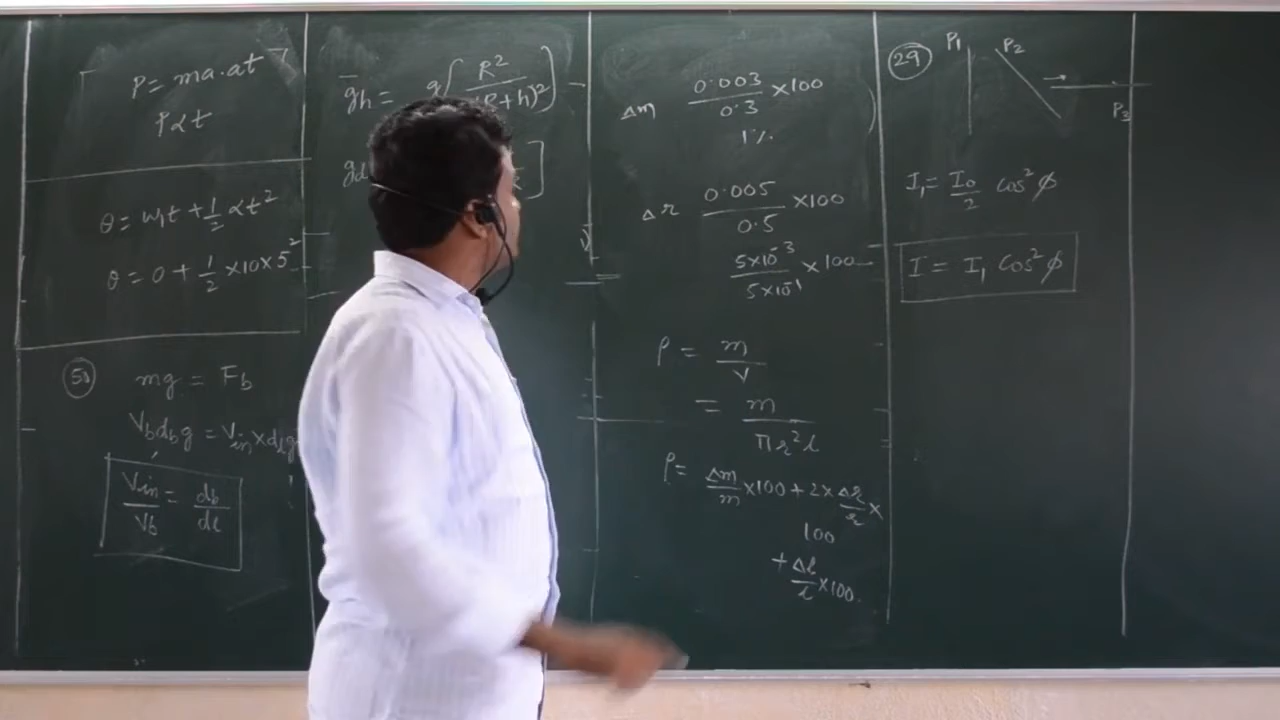 P = ma.at
P α t
θ = ω₁t + 1/2 αt²
θ = 0 + 1/2 × 10 × 5²
mg = F_b
V_b d_b g = V_in × d_l g
V_in/V_b = d_b/d_l
g_h = g[R²/(R+h)²]
g_d
Δm 0.003/0.3 × 100
1%
Δr 0.005/0.5 × 100
5×10⁻³/5×10⁻¹ × 100
ρ = m/V
= m/πr²l
ρ = Δm/m × 100 + 2 × Δr/r ×
100
+ Δl/l × 100
29
P₁ P₂
P₃
I₁ = I₀/2 cos²φ
I = I₁ Cos²φ